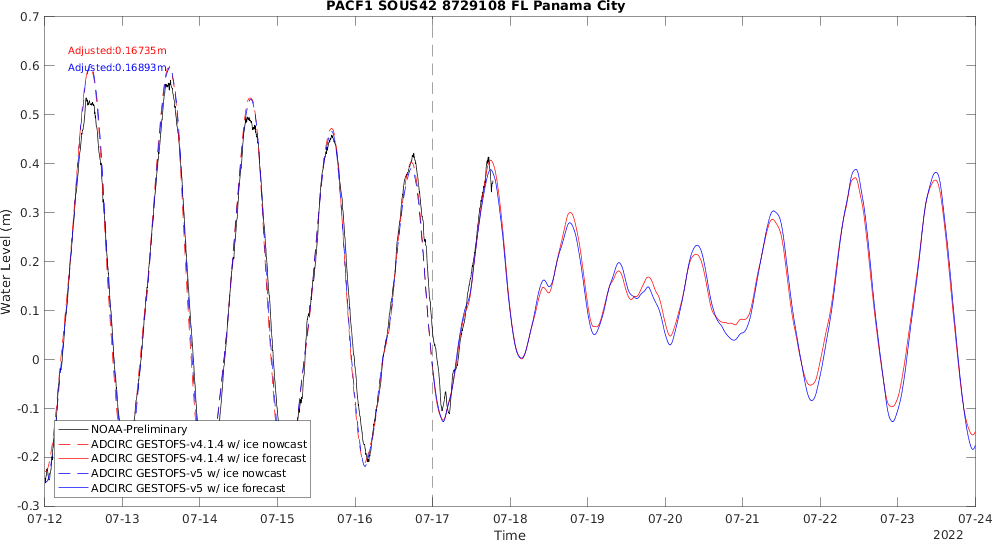 PACF1 SOUS42 8729108 FL Panama City
0.7
0.6
0.5
0.4
0.3
0.2
0.1
0
-0.1
-0.2
-0.3
Water Level (m)
Adjusted:0.16735m
Adjusted:0.16893m
NOAA-Preliminary
ADCIRC GESTOFS-v4.1.4 w/ ice nowcast
ADCIRC GESTOFS-v4.1.4 w/ ice forecast
ADCIRC GESTOFS-v5 w/ ice nowcast
ADCIRC GESTOFS-v5 w/ ice forecast
07-12 07-13 07-14 07-15 07-16 07-17 07-18 07-19 07-20 07-21 07-22 07-23 07-24
Time
2022